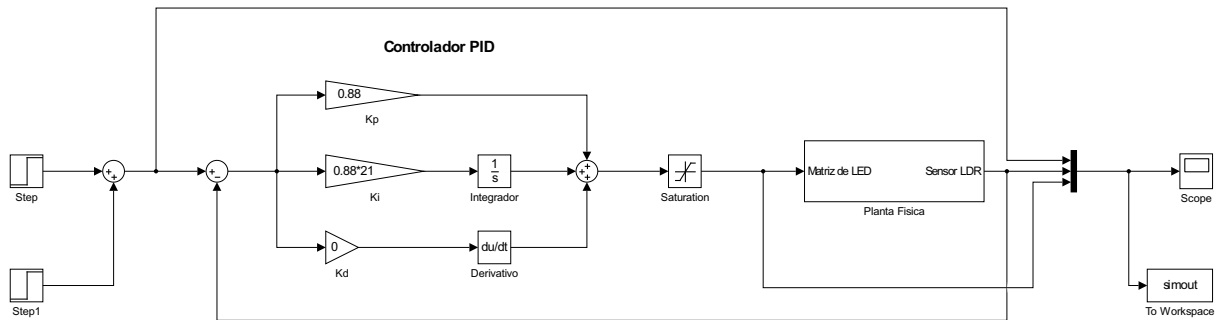 Controlador PID
0.88
Kp
Step
0.88*21
Ki
1
s
Integrador
Saturation
Matriz de LED
Sensor LDR
Planta Fisica
Scope
Step1
0
Kd
du/dt
Derivativo
simout
To Workspace